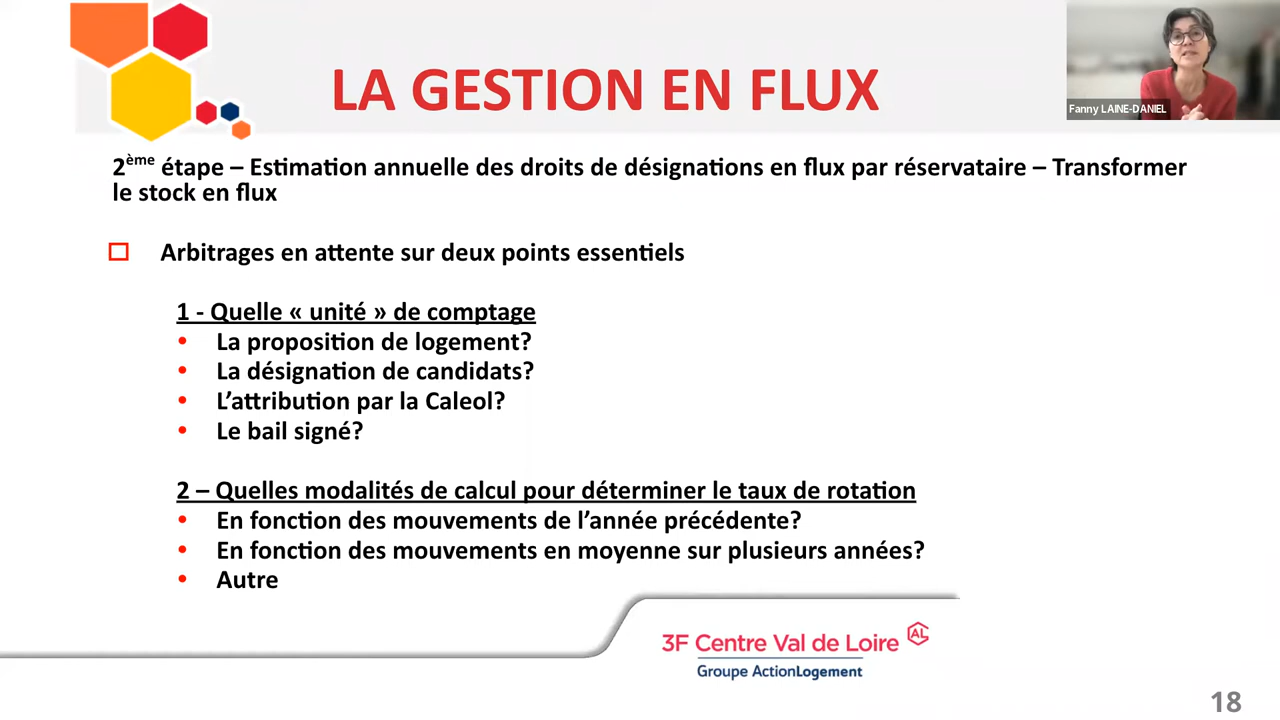 LA GESTION EN FLUX
Fanny LAINE-DANIEL
2ème étape – Estimation annuelle des droits de désignations en flux par réservataire – Transformer
le stock en flux
Arbitrages en attente sur deux points essentiels
1 - Quelle « unité » de comptage
• La proposition de logement?
• La désignation de candidats?
• L’attribution par la Caleol?
• Le bail signé?
2 – Quelles modalités de calcul pour déterminer le taux de rotation
• En fonction des mouvements de l’année précédente?
• En fonction des mouvements en moyenne sur plusieurs années?
• Autre
3F Centre Val de Loire AL
Groupe ActionLogement
18